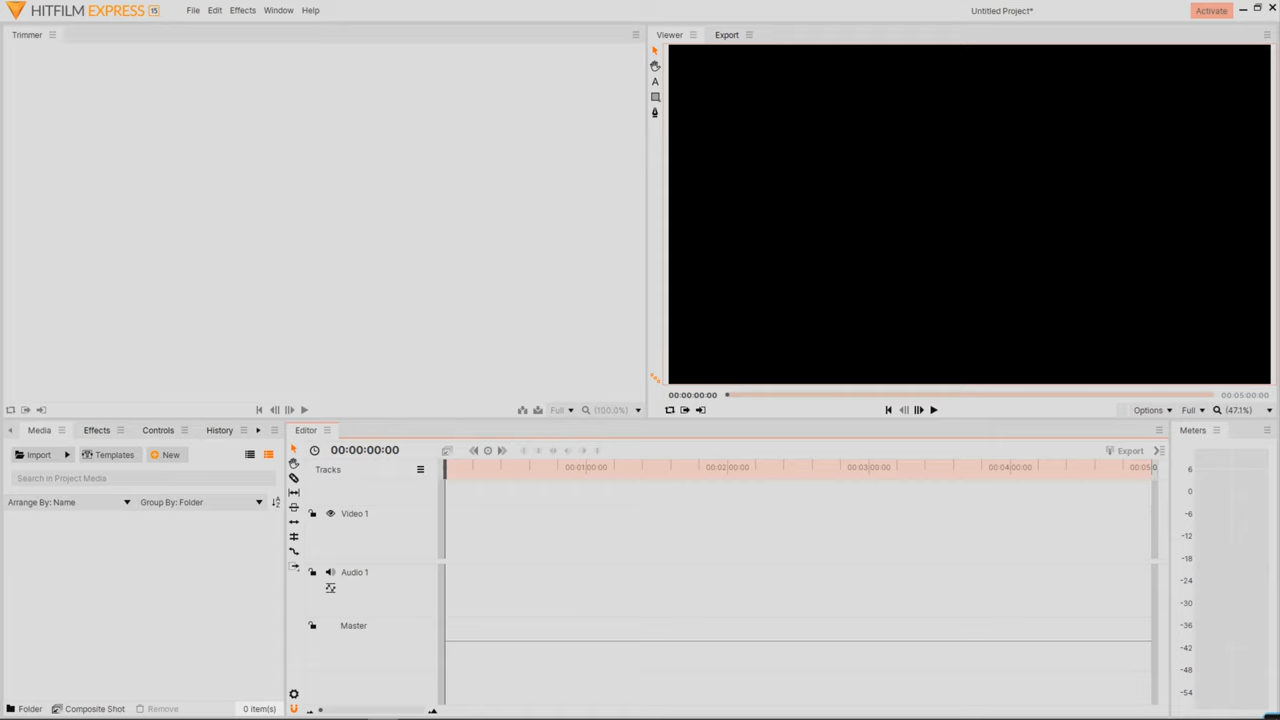 HITFILM EXPRESS 15 File Edit Effects Window Help Untitled Project* Activate
Trimmer Viewer Export
A
00:00:00:00 00:05:00:00
Full (100.0%) Options Full (47.1%)
Media Effects Controls History Editor Meters
Import Templates New 00:00:00:00 Export
Tracks 00:01:00:00 00:02:00:00 00:03:00:00 00:04:00:00 00:05:0 6
Search in Project Media
Arrange By: Name Group By: Folder 0
Video 1 -6
-12
-18
Audio 1 -24
-30
Master -36
-42
-48
-54
Folder Composite Shot Remove 0 item(s)